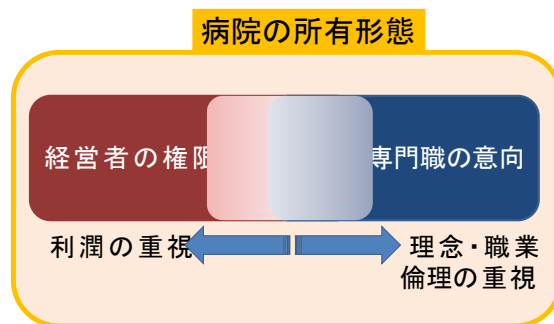 病院の所有形態
経営者の権限
専門職の意向
利潤の重視
理念・職業
倫理の重視